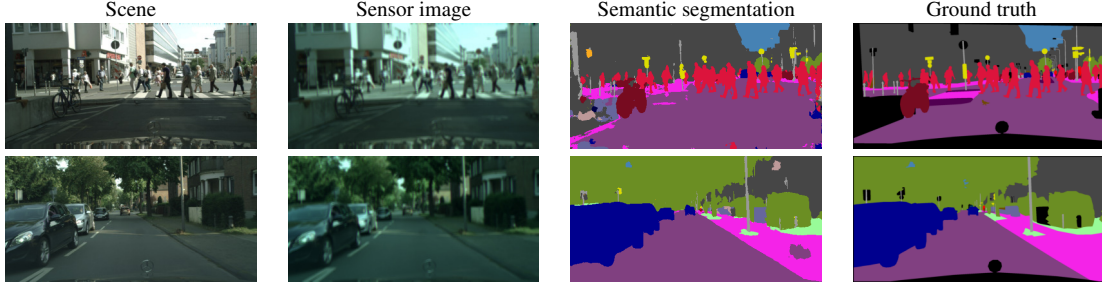 Scene
Sensor image
Semantic segmentation
Ground truth